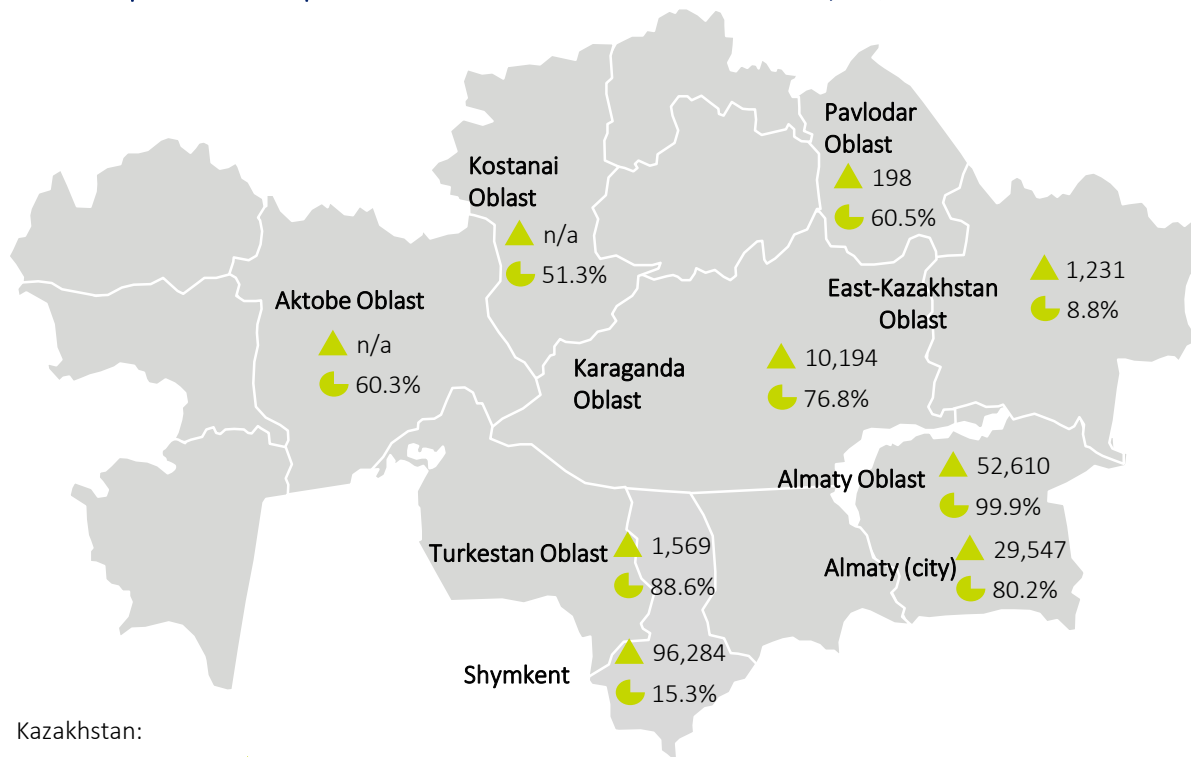 Pavlodar
Oblast
198
60.5%
Kostanai
Oblast
n/a
51.3%
1,231
8.8%
East-Kazakhstan
Oblast
Aktobe Oblast
n/a
60.3%
10,194
76.8%
Karaganda
Oblast
52,610
99.9%
Almaty Oblast
29,547
80.2%
Almaty (city)
Turkestan Oblast
1,569
88.6%
96,284
15.3%
Shymkent
Kazakhstan: